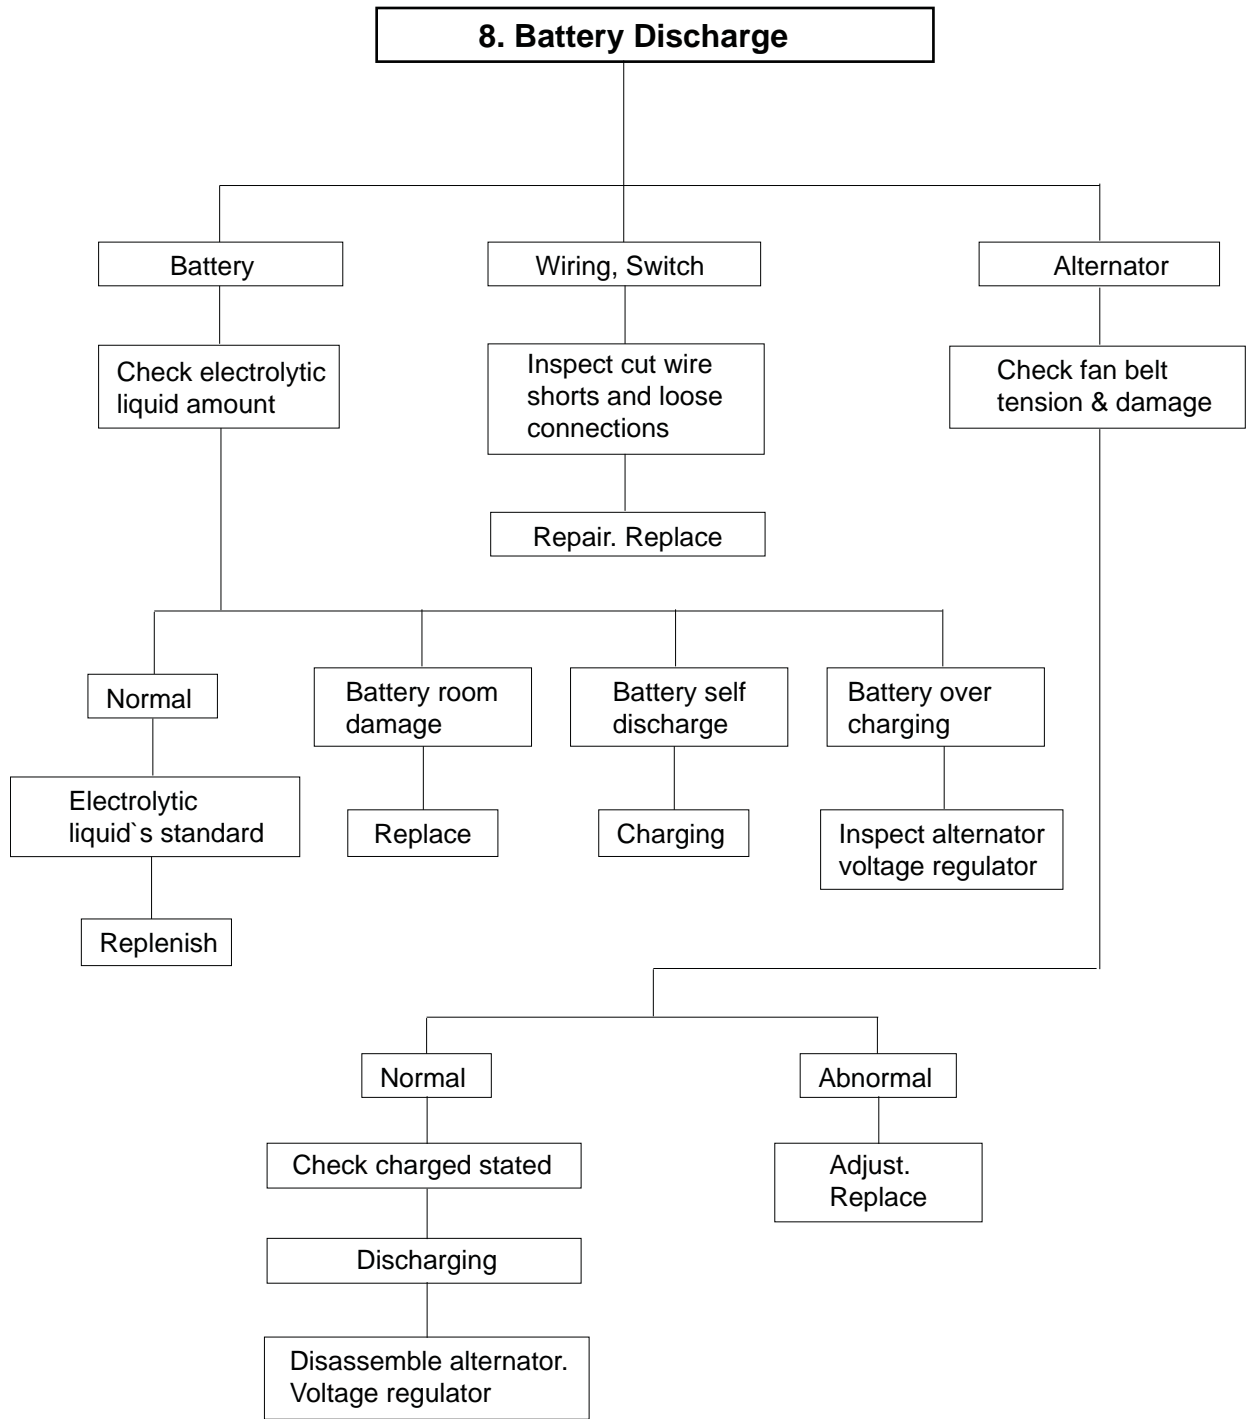 8. Battery Discharge
Battery
Wiring, Switch
Alternator
Check electrolytic
liquid amount
Inspect cut wire
shorts and loose
connections
Check fan belt
tension & damage
Repair. Replace
Normal
Battery room
damage
Battery self
discharge
Battery over
charging
Electrolytic
liquid`s standard
Replace
Charging
Inspect alternator
voltage regulator
Replenish
Normal
Abnormal
Check charged stated
Adjust.
Replace
Discharging
Disassemble alternator.
Voltage regulator